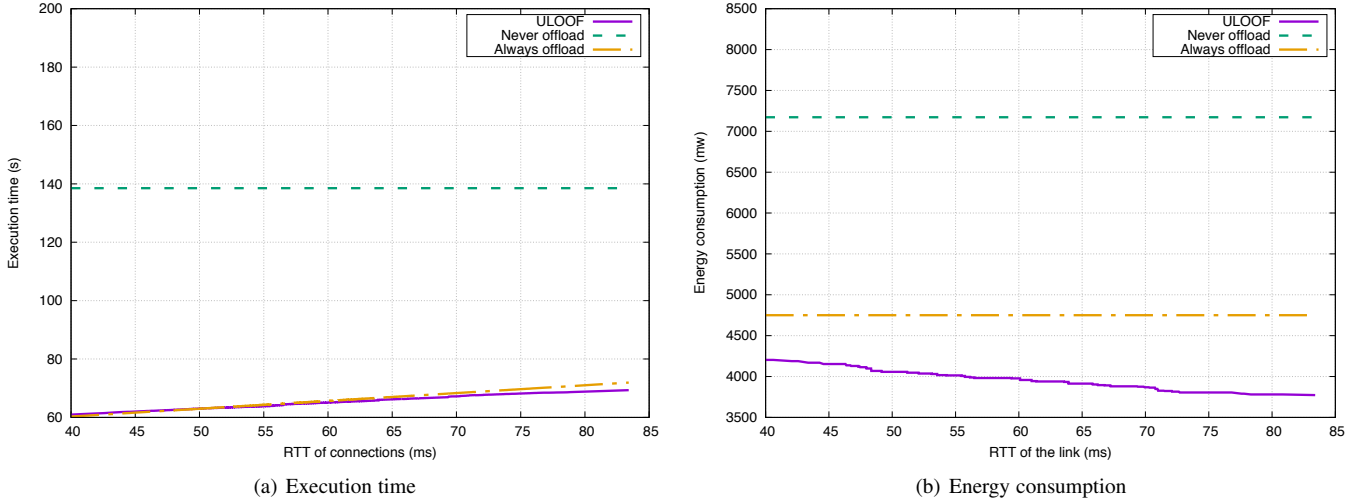 200
180
160
140
120
100
80
60
Execution time (s)
40 45 50 55 60 65 70 75 80 85
RTT of connections (ms)
ULOOF
Never offload
Always offload
(a) Execution time
8500
8000
7500
7000
6500
6000
5500
5000
4500
4000
3500
Energy consumption (mw)
40 45 50 55 60 65 70 75 80 85
RTT of the link (ms)
ULOOF
Never offload
Always offload
(b) Energy consumption